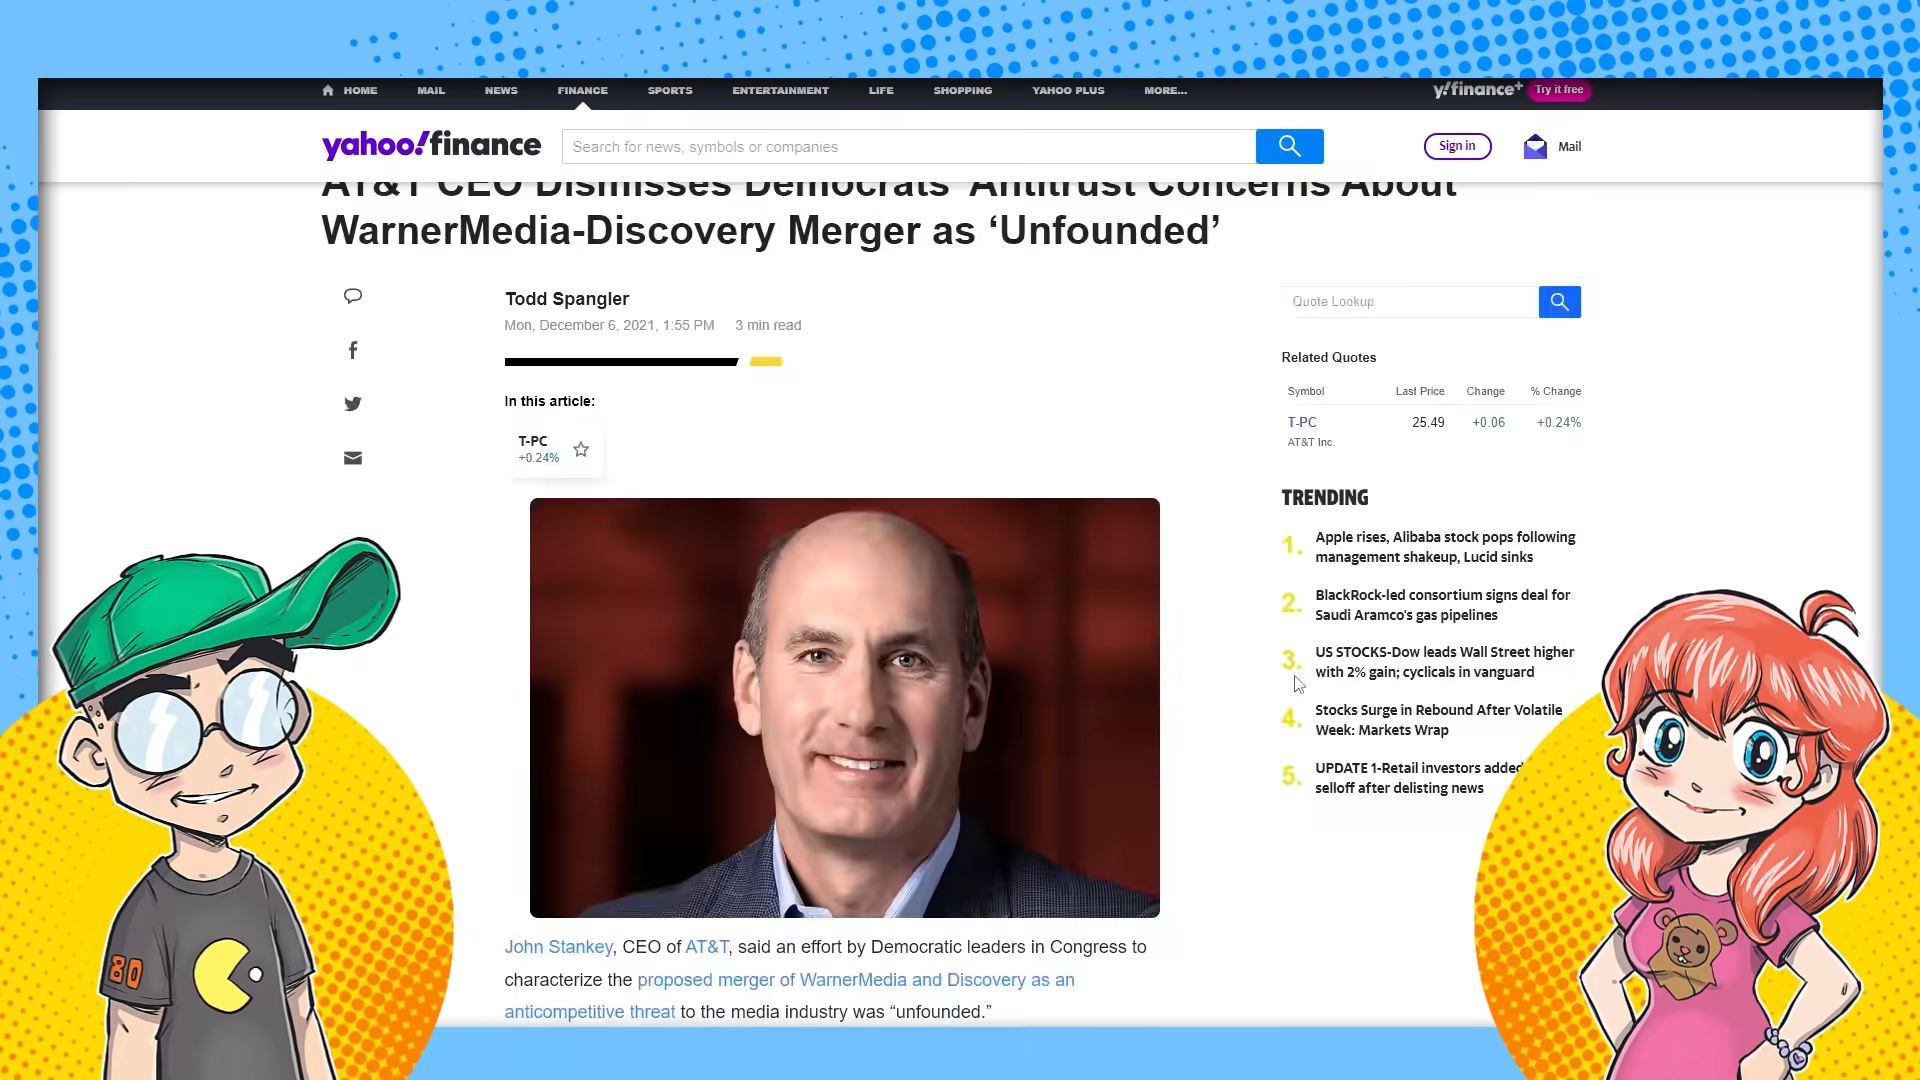 HOME MAIL NEWS FINANCE SPORTS ENTERTAINMENT LIFE SHOPPING YAHOO PLUS MORE...
y!finance+ Try it free
yahoo!finance
Search for news, symbols or companies
Sign in
Mail
AT&T CEO Dismisses Democrats' Antitrust Concerns About
WarnerMedia-Discovery Merger as ‘Unfounded’
Todd Spangler
Mon, December 6, 2021, 1:55 PM 3 min read
In this article:
T-PC
+0.24%
John Stankey, CEO of AT&T, said an effort by Democratic leaders in Congress to
characterize the proposed merger of WarnerMedia and Discovery as an
anticompetitive threat to the media industry was “unfounded.”
Quote Lookup
Related Quotes
Symbol Last Price Change % Change
T-PC 25.49 +0.06 +0.24%
AT&T Inc.
TRENDING
1. Apple rises, Alibaba stock pops following
management shakeup, Lucid sinks
2. BlackRock-led consortium signs deal for
Saudi Aramco's gas pipelines
3. US STOCKS-Dow leads Wall Street higher
with 2% gain; cyclicals in vanguard
4. Stocks Surge in Rebound After Volatile
Week: Markets Wrap
5. UPDATE 1-Retail investors added
selloff after delisting news
80